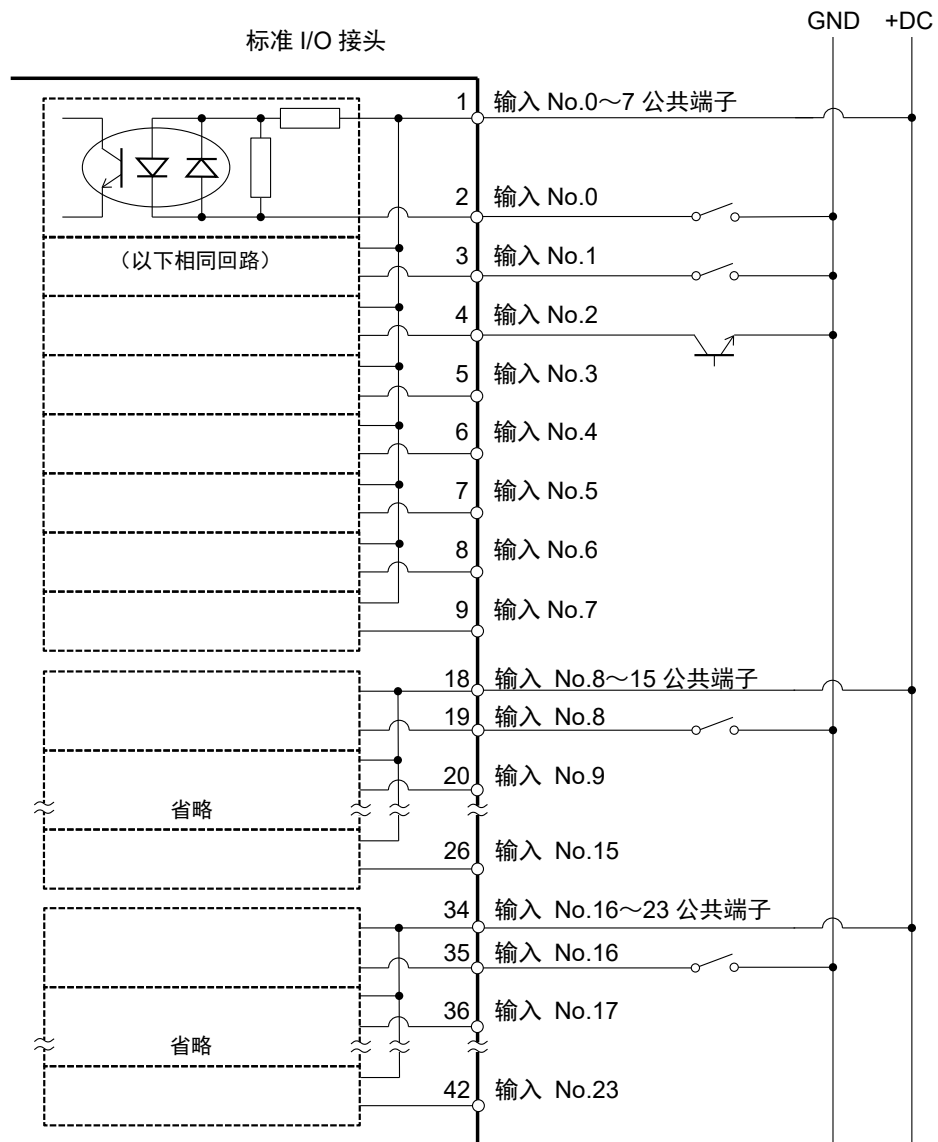 GND +DC
标准 I/O 接头
1 输入 No.0～7 公共端子
2 输入 No.0
（以下相同回路）
3 输入 No.1
4 输入 No.2
5 输入 No.3
6 输入 No.4
7 输入 No.5
8 输入 No.6
9 输入 No.7
18 输入 No.8～15 公共端子
19 输入 No.8
20 输入 No.9
省略
26 输入 No.15
34 输入 No.16～23 公共端子
35 输入 No.16
36 输入 No.17
省略
42 输入 No.23